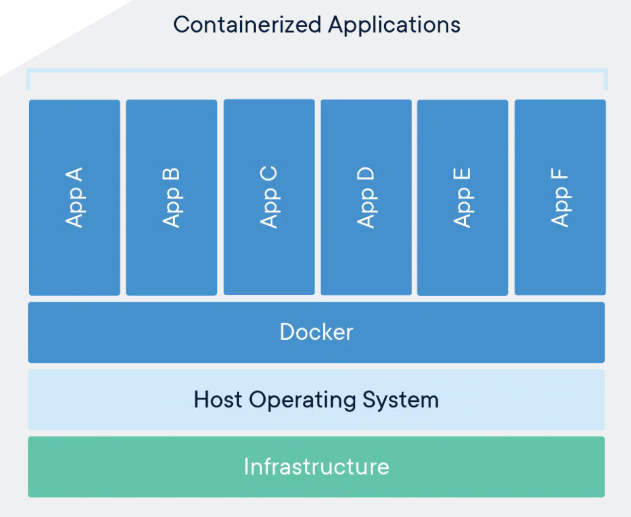 Containerized Applications
App A
App B
App C
App D
App E
App F
Docker
Host Operating System
Infrastructure